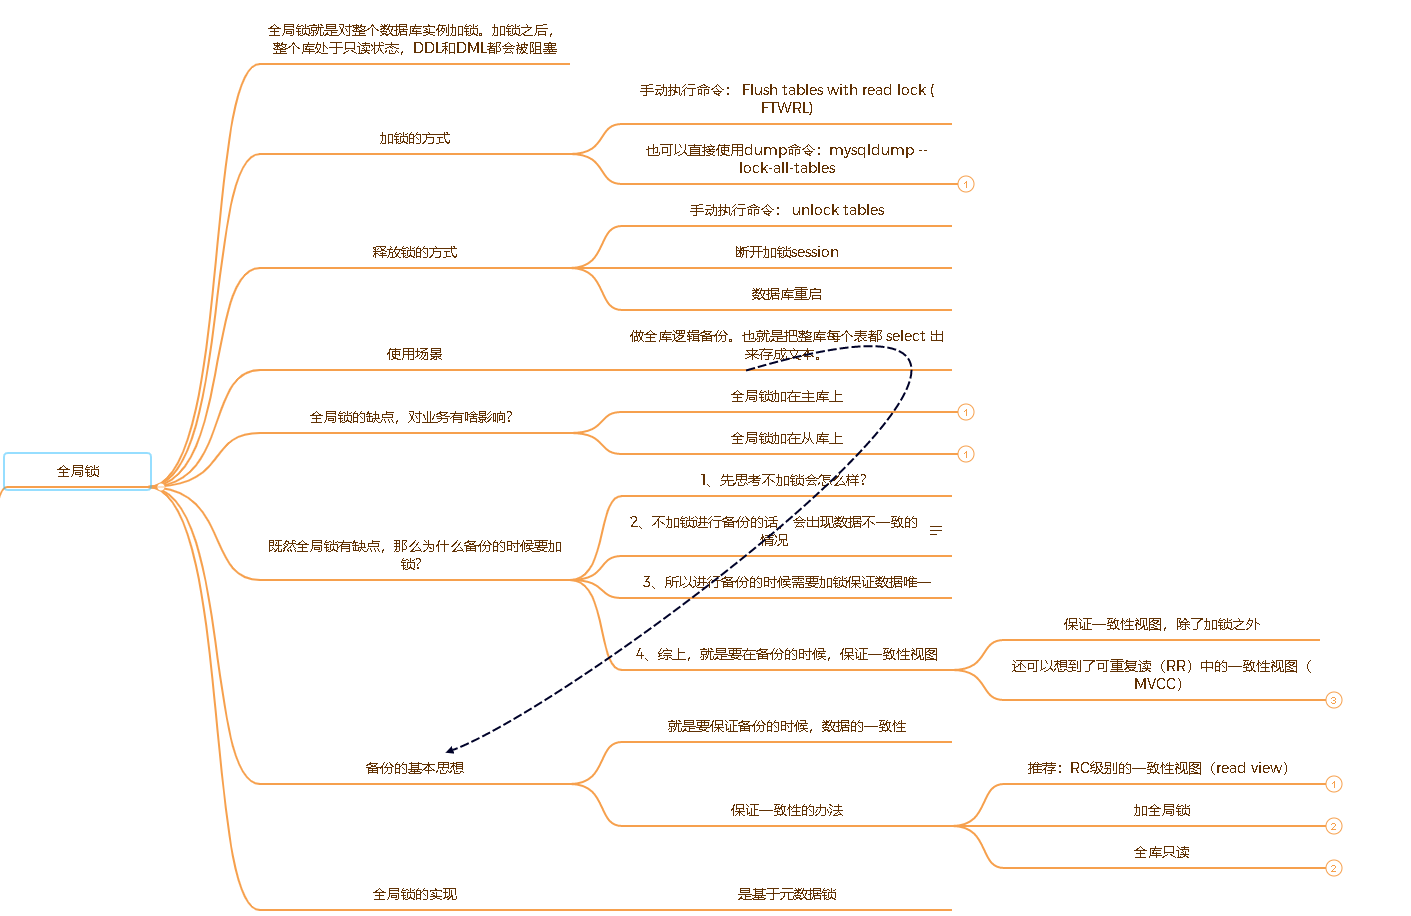 全局锁就是对整个数据库实例加锁。加锁之后，
整个库处于只读状态，DDL和DML都会被阻塞
手动执行命令： Flush tables with read lock (
FTWRL)
加锁的方式
也可以直接使用dump命令：mysqldump --
lock-all-tables
1
手动执行命令： unlock tables
释放锁的方式
断开加锁session
数据库重启
做全库逻辑备份。也就是把整库每个表都 select 出
来存成文本。
使用场景
全局锁加在主库上
1
全局锁的缺点，对业务有啥影响？
全局锁加在从库上
1
全局锁
1、先思考不加锁会怎么样？
2、不加锁进行备份的话，会出现数据不一致的
情况
既然全局锁有缺点，那么为什么备份的时候要加
锁？
3、所以进行备份的时候需要加锁保证数据唯一
4、综上，就是要在备份的时候，保证一致性视图
保证一致性视图，除了加锁之外
还可以想到了可重复读（RR）中的一致性视图（
MVCC）
3
就是要保证备份的时候，数据的一致性
备份的基本思想
保证一致性的办法
推荐：RC级别的一致性视图（read view）
1
加全局锁
2
全库只读
2
全局锁的实现
是基于元数据锁